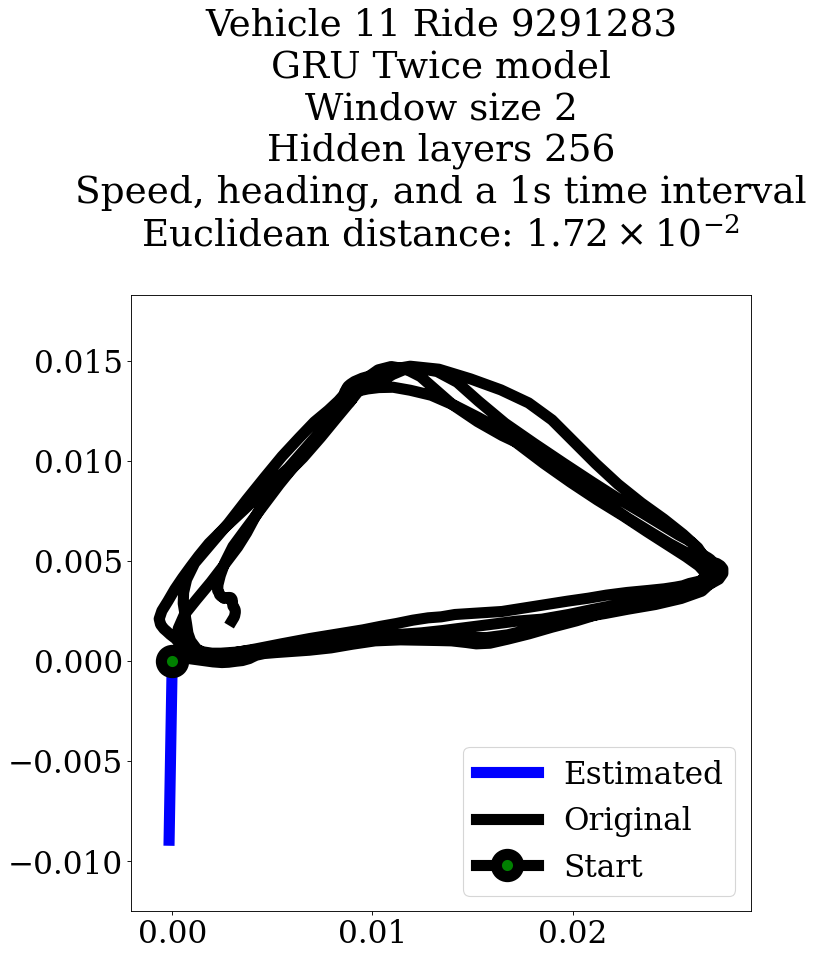 Vehicle 11 Ride 9291283
GRU Twice model
Window size 2
Hidden layers 256
Speed, heading, and a 1s time interval
Euclidean distance: 1.72 × 10⁻²
0.015
0.010
0.005
0.000
−0.005
−0.010
Estimated
Original
Start
0.00
0.01
0.02